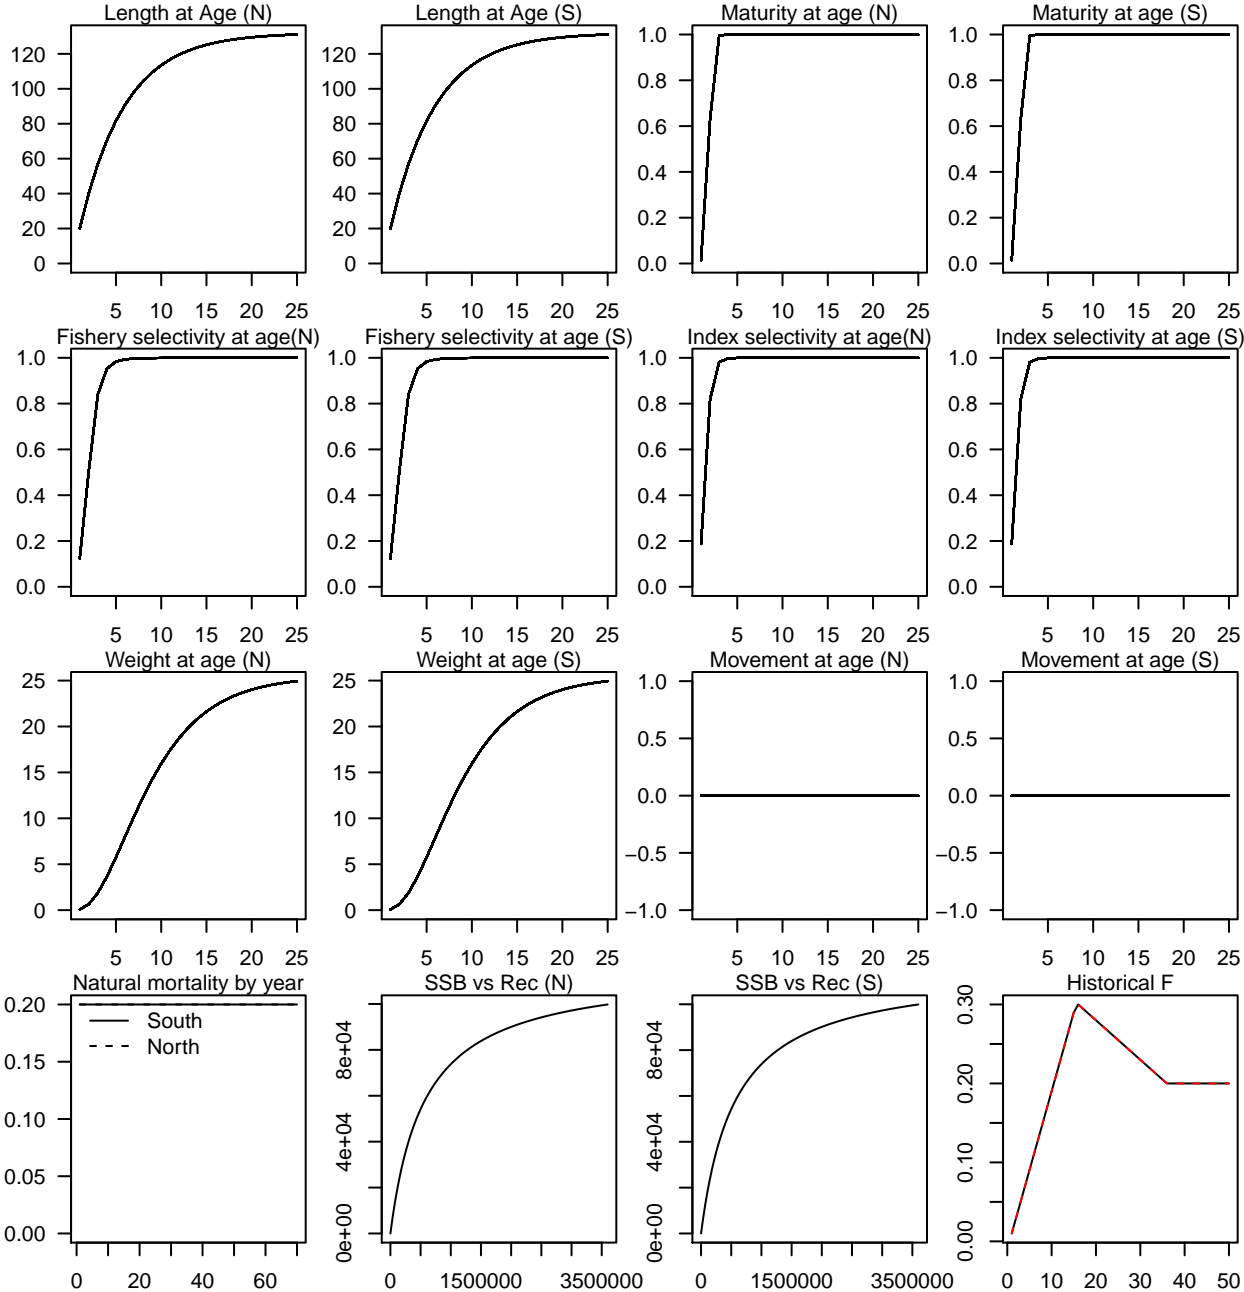 Length at Age (N) Length at Age (S) Maturity at age (N) Maturity at age (S)
120 120 1.0 1.0
100 100 0.8 0.8
80 80 0.6 0.6
60 60 0.4 0.4
40 40 0.2 0.2
20 20 0.0 0.0
0 0
5 10 15 20 25 5 10 15 20 25 5 10 15 20 25 5 10 15 20 25
Fishery selectivity at age(N) Fishery selectivity at age (S) Index selectivity at age(N) Index selectivity at age (S)
1.0 1.0 1.0 1.0
0.8 0.8 0.8 0.8
0.6 0.6 0.6 0.6
0.4 0.4 0.4 0.4
0.2 0.2 0.2 0.2
0.0 0.0 0.0 0.0
5 10 15 20 25 5 10 15 20 25 5 10 15 20 25 5 10 15 20 25
Weight at age (N) Weight at age (S) Movement at age (N) Movement at age (S)
25 25 1.0 1.0
20 20 0.5 0.5
15 15 0.0 0.0
10 10 −0.5 −0.5
5 5 −1.0 −1.0
0 0
5 10 15 20 25 5 10 15 20 25 5 10 15 20 25 5 10 15 20 25
Natural mortality by year SSB vs Rec (N) SSB vs Rec (S) Historical F
0.20 8e+04 8e+04 0.30
South
North
0.15 4e+04 4e+04 0.20
0.10 0e+00 0e+00 0.10
0.05 0.00
0.00
0 20 40 60 0 1500000 3500000 0 1500000 3500000 0 10 20 30 40 50